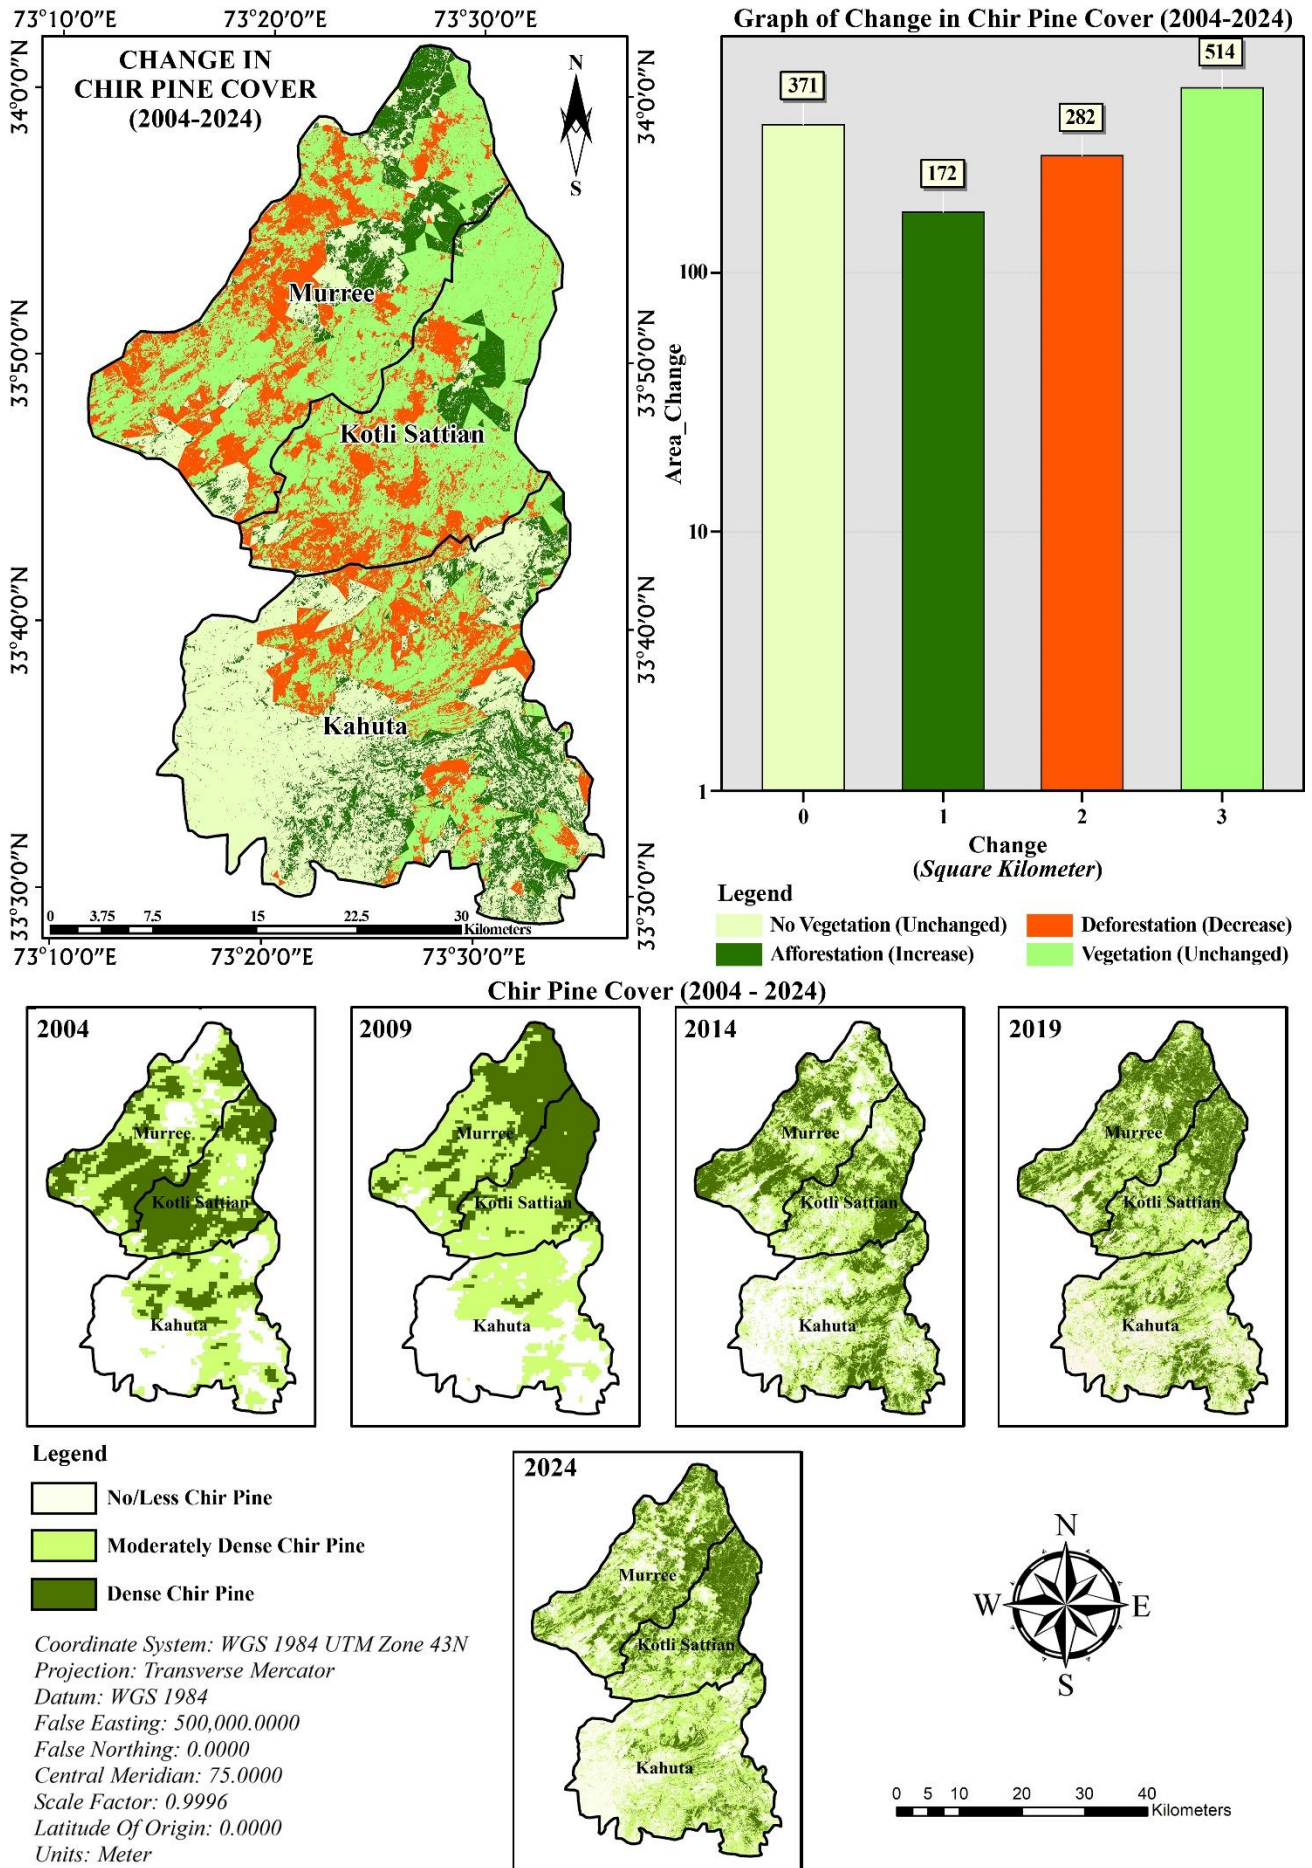 73°10'0"E
73°20'0"E
73°30'0"E
CHANGE IN
CHIR PINE COVER
(2004-2024)
N
S
34°0'0"N
33°50'0"N
33°40'0"N
33°30'0"N
34°0'0"N
33°50'0"N
33°40'0"N
33°30'0"N
Murree
Kotli Sattian
Kahuta
0 3.75 7.5 15 22.5 30
Kilometers
73°10'0"E
73°20'0"E
73°30'0"E
Graph of Change in Chir Pine Cover (2004-2024)
371
172
282
514
Area_Change
100
10
1
0
1
2
3
Change
(Square Kilometer)
Legend
No Vegetation (Unchanged)
Deforestation (Decrease)
Afforestation (Increase)
Vegetation (Unchanged)
Chir Pine Cover (2004 - 2024)
2004
Murree
Kotli Sattian
Kahuta
2009
Murree
Kotli Sattian
Kahuta
2014
Murree
Kotli Sattian
Kahuta
2019
Murree
Kotli Sattian
Kahuta
Legend
No/Less Chir Pine
Moderately Dense Chir Pine
Dense Chir Pine
Coordinate System: WGS 1984 UTM Zone 43N
Projection: Transverse Mercator
Datum: WGS 1984
False Easting: 500,000.0000
False Northing: 0.0000
Central Meridian: 75.0000
Scale Factor: 0.9996
Latitude Of Origin: 0.0000
Units: Meter
2024
Murree
Kotli Sattian
Kahuta
N
W
E
S
0 5 10 20 30 40
Kilometers